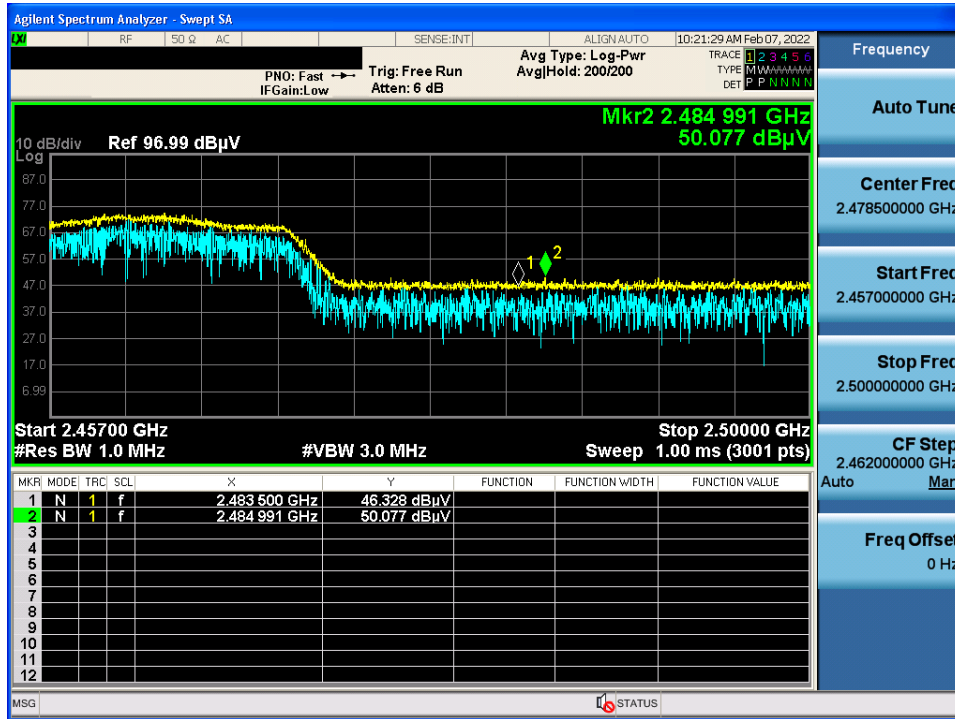 Agilent Spectrum Analyzer - Swept SA
LXI RF 50 Ω AC SENSE:INT ALIGN AUTO 10:21:29 AM Feb 07, 2022
Frequency
PNO: Fast Trig: Free Run Avg Type: Log-Pwr TRACE 1 2 3 4 5 6
IFGain:Low Atten: 6 dB Avg|Hold: 200/200 TYPE M W
DET P P N N N N
Auto Tune
Mkr2 2.484 991 GHz
50.077 dBµV
10 dB/div Ref 96.99 dBµV
Log
87.0
77.0
67.0
57.0
47.0
37.0
27.0
17.0
6.99
1
2
Center Freq
2.478500000 GHz
Start Freq
2.457000000 GHz
Stop Freq
2.500000000 GHz
Start 2.45700 GHz Stop 2.50000 GHz
#Res BW 1.0 MHz #VBW 3.0 MHz Sweep 1.00 ms (3001 pts)
CF Step
2.462000000 GHz
Auto Man
MKR MODE TRC SCL X Y FUNCTION FUNCTION WIDTH FUNCTION VALUE
1 N 1 f 2.483 500 GHz 46.328 dBµV
2 N 1 f 2.484 991 GHz 50.077 dBµV
3
4
5
6
7
8
9
10
11
12
Freq Offset
0 Hz
MSG STATUS